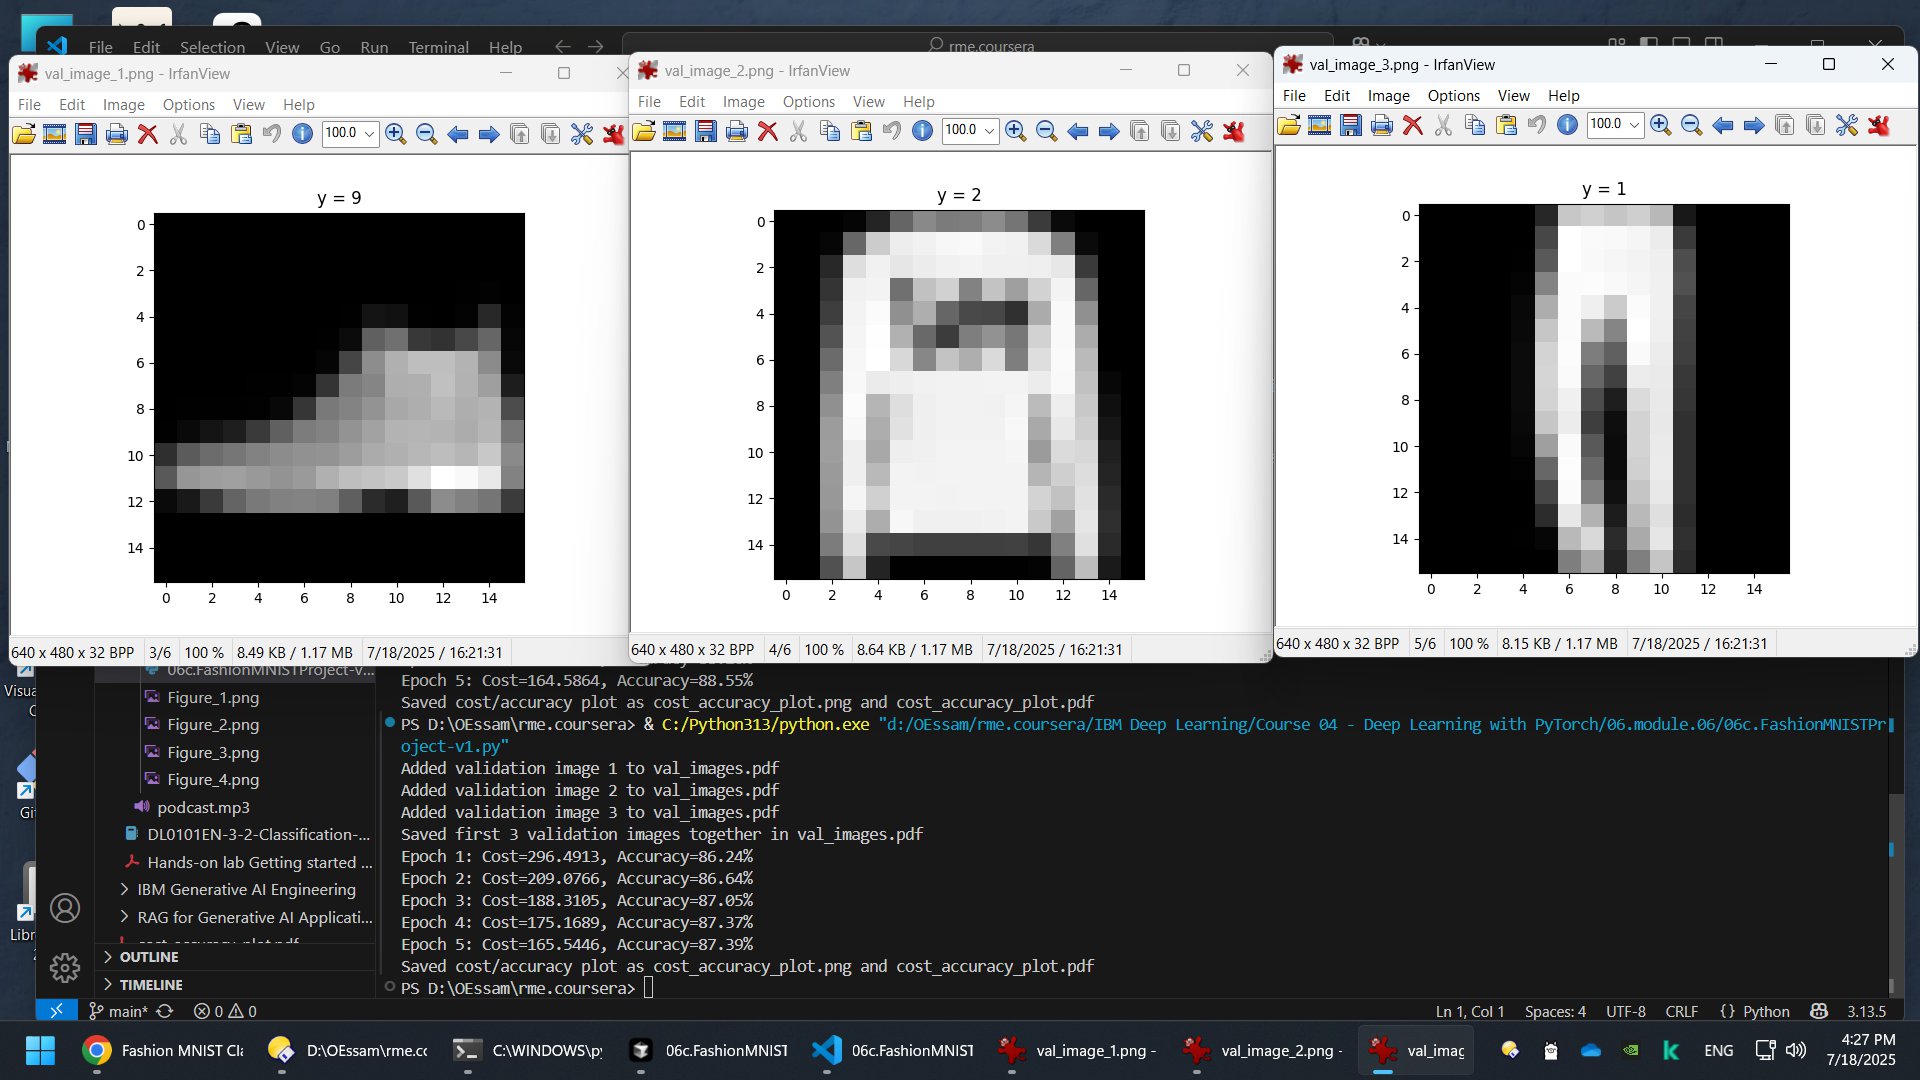 File Edit Selection View Go Run Terminal Help
rme.coursera
val_image_1.png - IrfanView
File Edit Image Options View Help
100.0
y = 9
0
2
4
6
8
10
12
14
0 2 4 6 8 10 12 14
640 x 480 x 32 BPP 3/6 100 % 8.49 KB / 1.17 MB 7/18/2025 / 16:21:31
val_image_2.png - IrfanView
File Edit Image Options View Help
100.0
y = 2
0
2
4
6
8
10
12
14
0 2 4 6 8 10 12 14
640 x 480 x 32 BPP 4/6 100 % 8.64 KB / 1.17 MB 7/18/2025 / 16:21:31
val_image_3.png - IrfanView
File Edit Image Options View Help
100.0
y = 1
0
2
4
6
8
10
12
14
0 2 4 6 8 10 12 14
640 x 480 x 32 BPP 5/6 100 % 8.15 KB / 1.17 MB 7/18/2025 / 16:21:31
Visua
Gi
Libr
06c.FashionMNISTProject-v...
Figure_1.png
Figure_2.png
Figure_3.png
Figure_4.png
podcast.mp3
DL0101EN-3-2-Classification-...
Hands-on lab Getting started ...
IBM Generative AI Engineering
RAG for Generative AI Applicati...
cost_accuracy_plot.pdf
OUTLINE
TIMELINE
Epoch 5: Cost=164.5864, Accuracy=88.55%
Saved cost/accuracy plot as cost_accuracy_plot.png and cost_accuracy_plot.pdf
PS D:\OEssam\rme.coursera> & C:/Python313/python.exe "d:/OEssam/rme.coursera/IBM Deep Learning/Course 04 - Deep Learning with PyTorch/06.module.06/06c.FashionMNISTPr
oject-v1.py"
Added validation image 1 to val_images.pdf
Added validation image 2 to val_images.pdf
Added validation image 3 to val_images.pdf
Saved first 3 validation images together in val_images.pdf
Epoch 1: Cost=296.4913, Accuracy=86.24%
Epoch 2: Cost=209.0766, Accuracy=86.64%
Epoch 3: Cost=188.3105, Accuracy=87.05%
Epoch 4: Cost=175.1689, Accuracy=87.37%
Epoch 5: Cost=165.5446, Accuracy=87.39%
Saved cost/accuracy plot as cost_accuracy_plot.png and cost_accuracy_plot.pdf
PS D:\OEssam\rme.coursera>
main* 0 0 Ln 1, Col 1 Spaces: 4 UTF-8 CRLF {} Python 3.13.5
Fashion MNIST Cl D:\OEssam\rme.cc C:\WINDOWS\py 06c.FashionMNIST 06c.FashionMNIST val_image_1.png - val_image_2.png - val_imag ENG 4:27 PM
7/18/2025